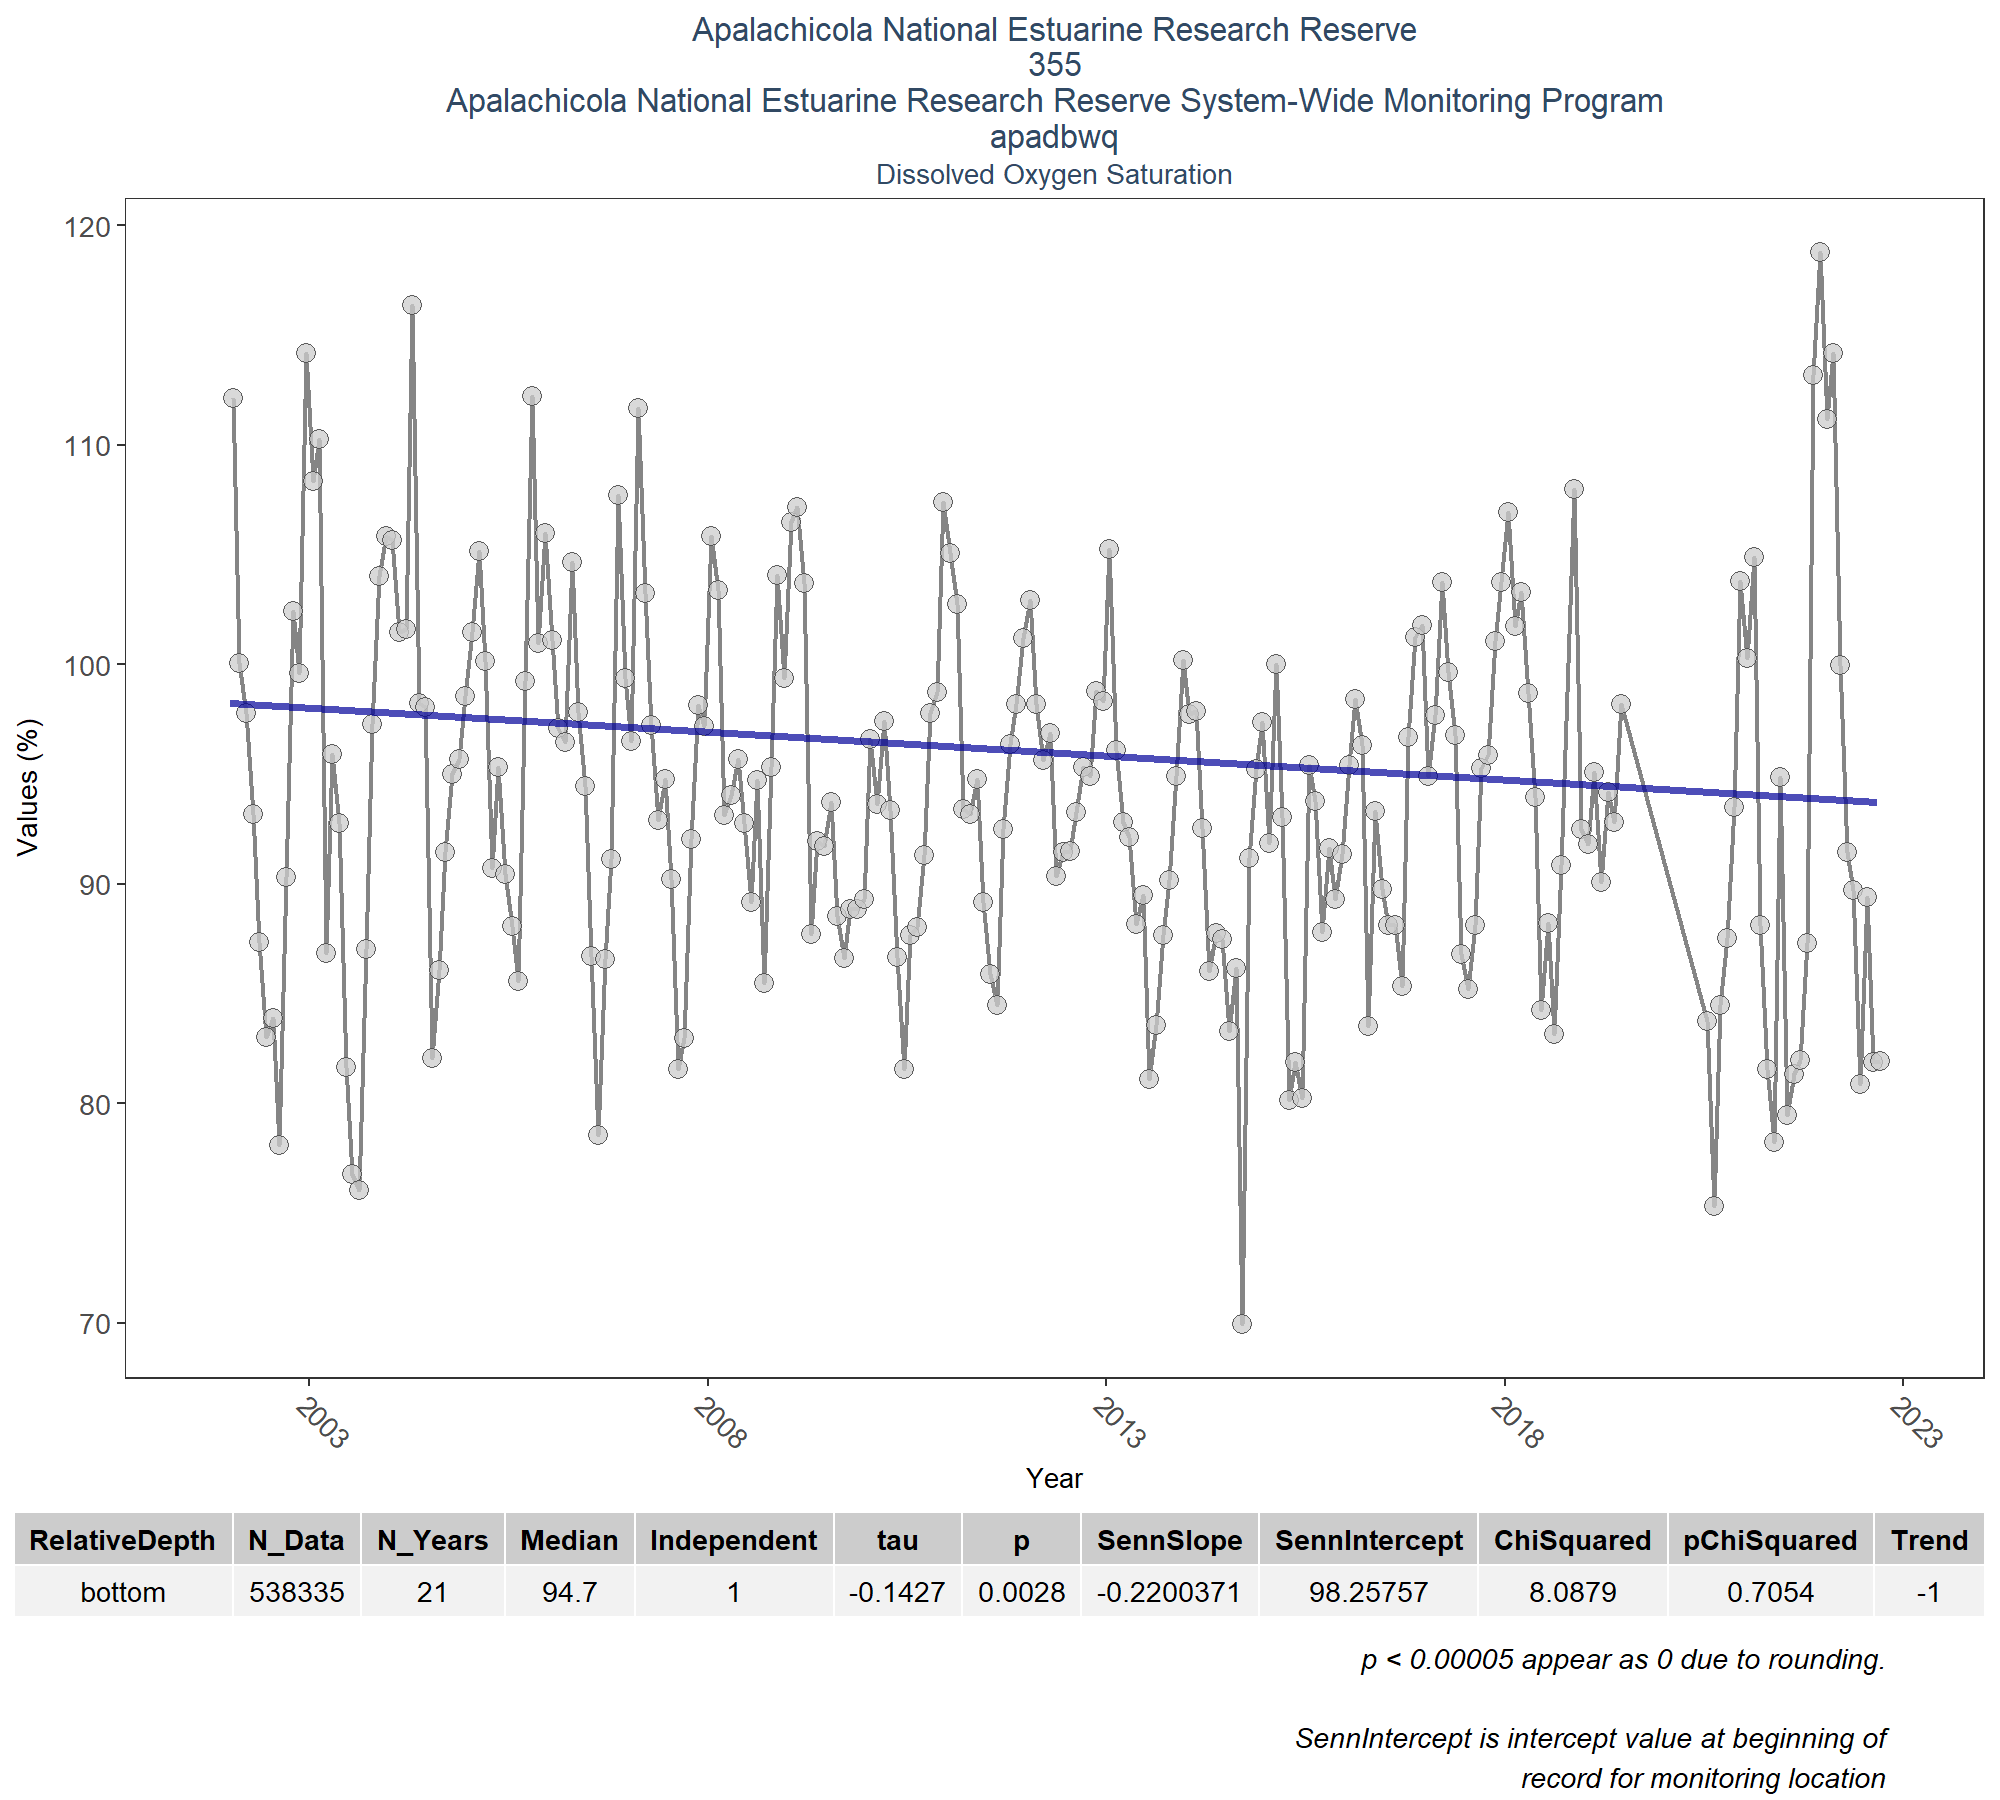 Apalachicola National Estuarine Research Reserve
355
Apalachicola National Estuarine Research Reserve System-Wide Monitoring Program
apadbwq
Dissolved Oxygen Saturation
120
110
100
90
80
70
Values (%)
2003 2008 2013 2018 2023
Year
RelativeDepth N_Data N_Years Median Independent tau p SennSlope SennIntercept ChiSquared pChiSquared Trend
bottom 538335 21 94.7 1 -0.1427 0.0028 -0.2200371 98.25757 8.0879 0.7054 -1
p < 0.00005 appear as 0 due to rounding.
SennIntercept is intercept value at beginning of
record for monitoring location